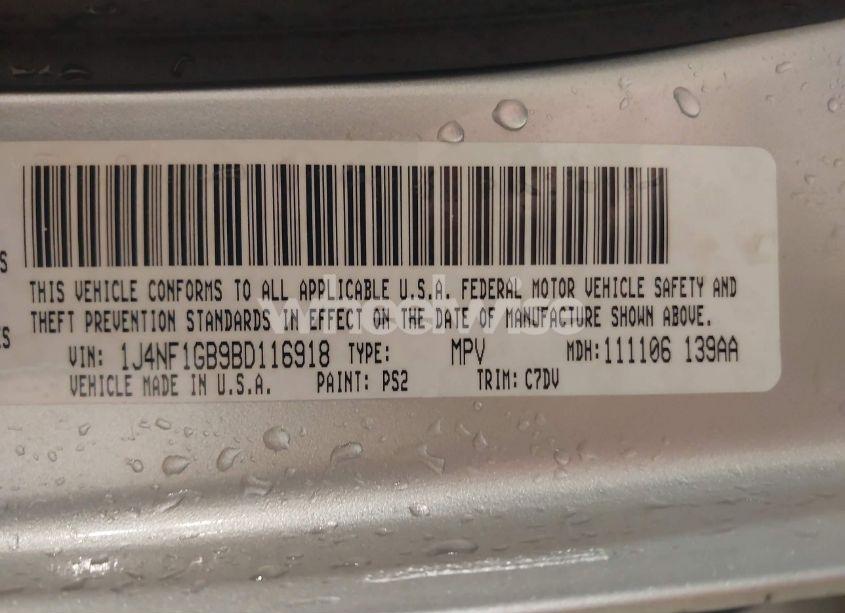 S
THIS VEHICLE CONFORMS TO ALL APPLICABLE U.S.A. FEDERAL MOTOR VEHICLE SAFETY AND
ES THEFT PREVENTION STANDARDS IN EFFECT ON THE DATE OF MANUFACTURE SHOWN ABOVE.
VIN: 1J4NF1GB9BD116918 TYPE: MPV MDH: 111106 139AA
VEHICLE MADE IN U.S.A. PAINT: PS2 TRIM: C7DV